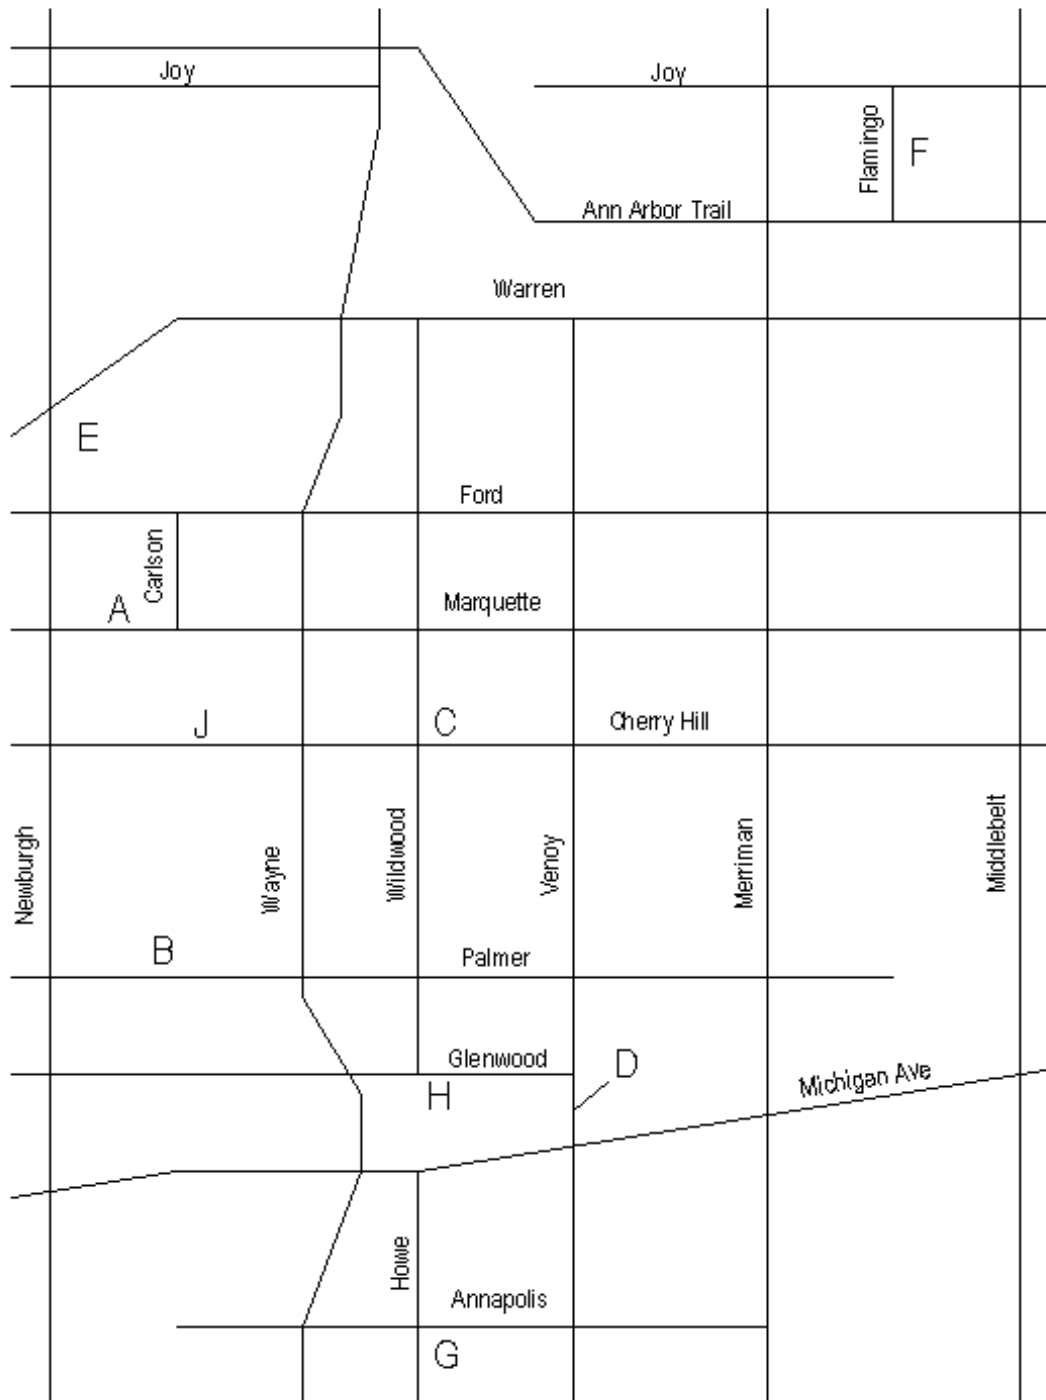 Joy
Joy
Flamingo
F
Ann Arbor Trail
Warren
E
Ford
Carlson
A
Marquette
J
C
Cherry Hill
Newburgh
Wayne
Wildwood
Venoy
Merriman
Middlebelt
B
Palmer
Glenwood
D
H
Michigan Ave
Howe
Annapolis
G